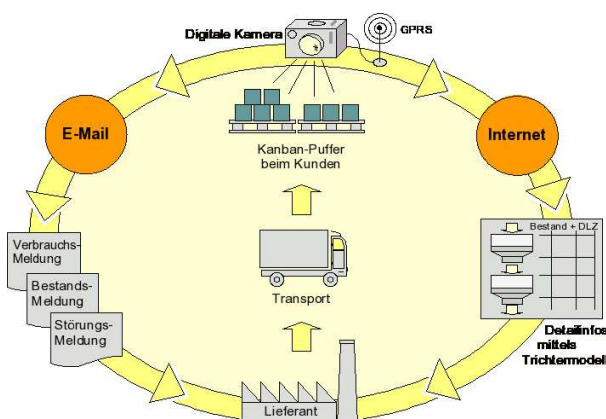 Digitale Kamera
GPRS
E-Mail
Internet
Kanban-Puffer
beim Kunden
Verbrauchs-
Meldung
Bestands-
Meldung
Störungs-
Meldung
Transport
Bestand + DLZ
Detailinfos
mittels
Trichtermodell
Lieferant